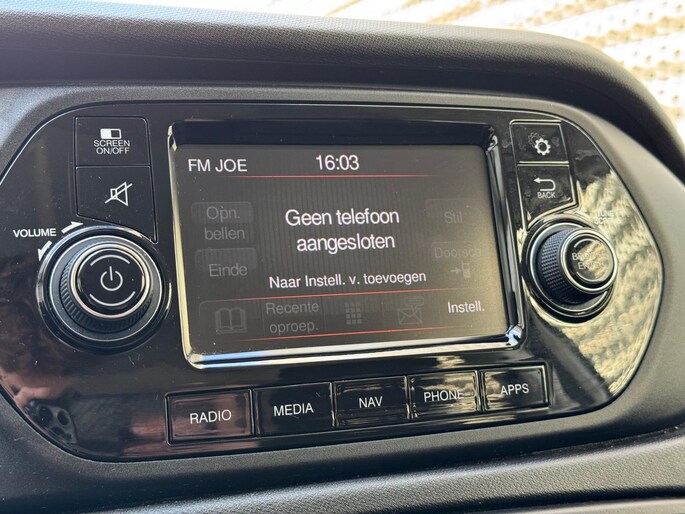 SCREEN
ON/OFF
VOLUME
FM JOE 16:03
Opn.
bellen
Geen telefoon
aangesloten
Stil
Einde
Naar Instell. v. toevoegen
Recente
oproep.
Instell.
BACK
RADIO
MEDIA
NAV
PHONE
APPS